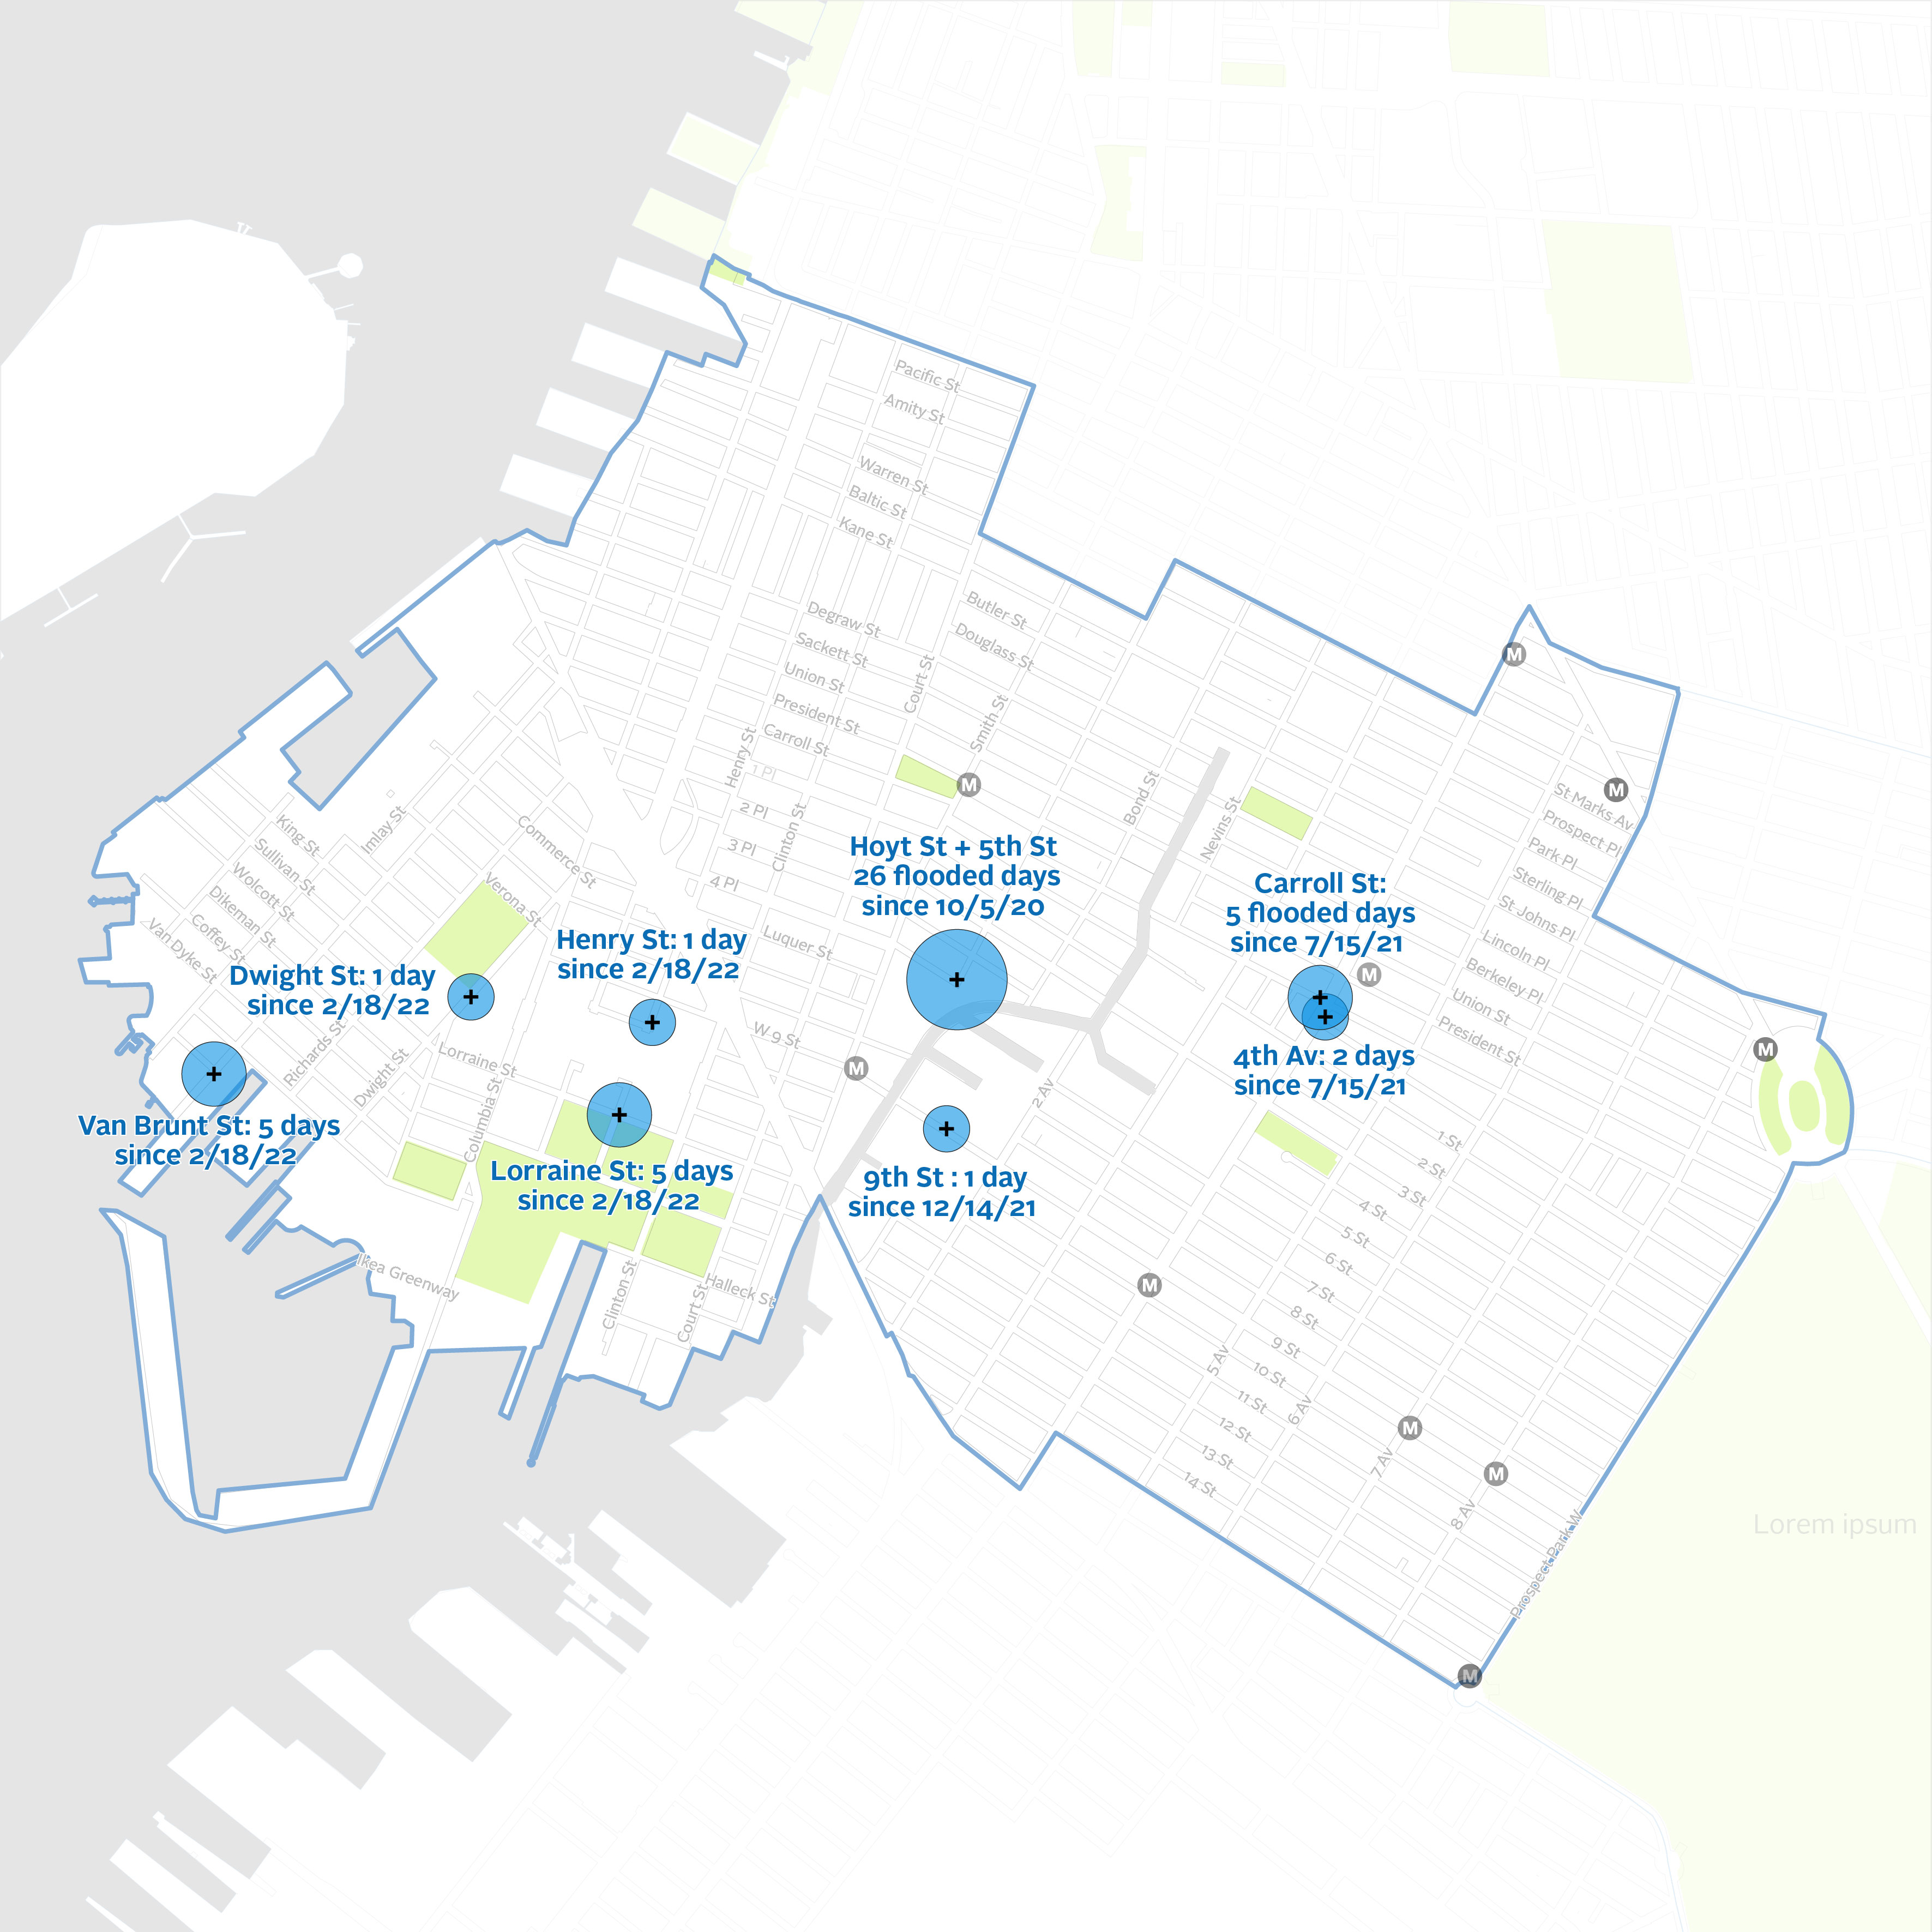 Pacific St
Amity St
Warren St
Baltic St
Kane St
Degraw St
Sackett St
Union St
President St
Carroll St
Butler St
Douglass St
Court St
Smith St
Henry St
1 Pl
2 Pl
3 Pl
4 Pl
Clinton St
Bond St
Nevins St
M
M
M
St Marks Av
Prospect Pl
Park Pl
Sterling Pl
St Johns Pl
Lincoln Pl
Berkeley Pl
Union St
President St
King St
Sullivan St
Wolcott St
Dikeman St
Coffey St
Van Dyke St
Imlay St
Commerce St
Verona St
Luquer St
W 9 St
Hoyt St + 5th St
26 flooded days
since 10/5/20
Carroll St:
5 flooded days
since 7/15/21
M
4th Av: 2 days
since 7/15/21
Henry St: 1 day
since 2/18/22
Dwight St: 1 day
since 2/18/22
Van Brunt St: 5 days
since 2/18/22
Lorraine St: 5 days
since 2/18/22
9th St : 1 day
since 12/14/21
M
M
Richards St
Dwight St
Lorraine St
Columbia St
2 Av
Ikea Greenway
Clinton St
Court St
Halleck St
1 St
2 St
3 St
4 St
5 St
6 St
7 St
8 St
9 St
10 St
11 St
12 St
13 St
14 St
M
5 Av
6 Av
7 Av
8 Av
M
M
Prospect Park W
Lorem ipsum
M